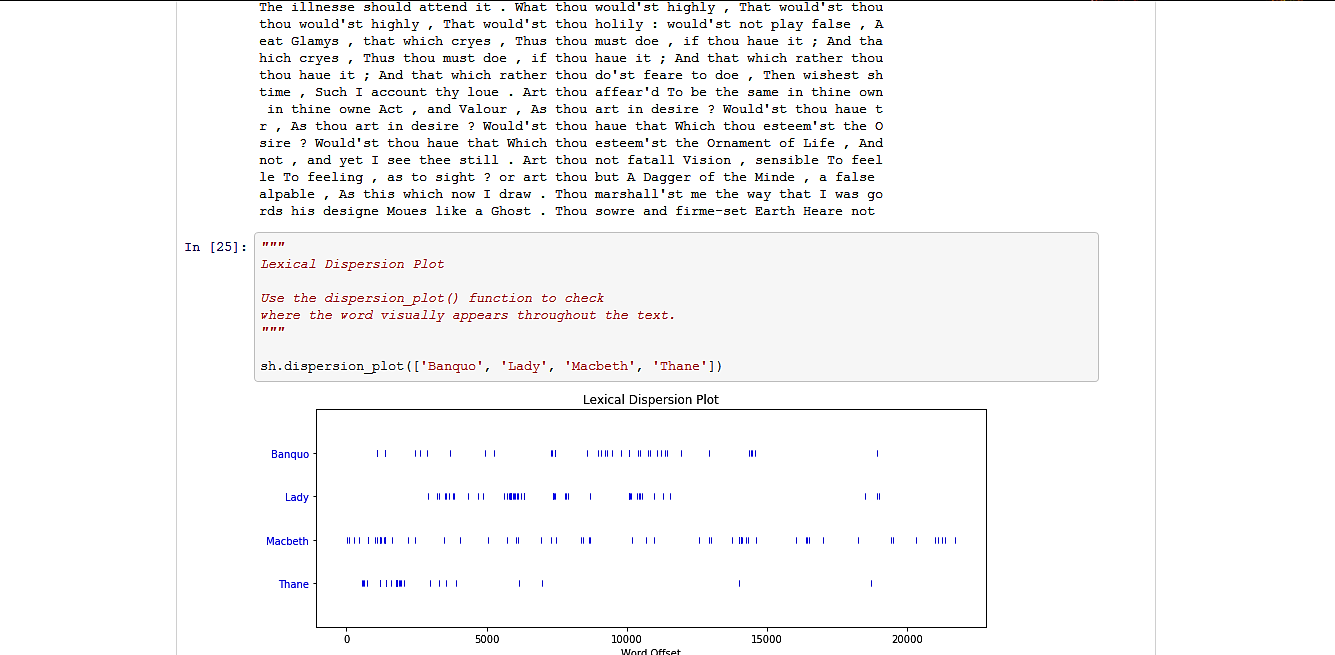 The illnesse should attend it . What thou would'st highly , That would'st thou
thou would'st highly , That would'st thou holily : would'st not play false , A
eat Glamys , that which cryes , Thus thou must doe , if thou haue it ; And tha
hich cryes , Thus thou must doe , if thou haue it ; And that which rather thou
thou haue it ; And that which rather thou do'st feare to doe , Then wishest sh
time , Such I account thy loue . Art thou affear'd To be the same in thine own
in thine owne Act , and Valour , As thou art in desire ? Would'st thou haue t
r , As thou art in desire ? Would'st thou haue that Which thou esteem'st the O
sire ? Would'st thou haue that Which thou esteem'st the Ornament of Life , And
not , and yet I see thee still . Art thou not fatall Vision , sensible To feel
le To feeling , as to sight ? or art thou but A Dagger of the Minde , a false
alpable , As this which now I draw . Thou marshall'st me the way that I was go
rds his designe Moues like a Ghost . Thou sowre and firme-set Earth Heare not
In [25]: """
Lexical Dispersion Plot
Use the dispersion_plot() function to check
where the word visually appears throughout the text.
"""
sh.dispersion_plot(['Banquo', 'Lady', 'Macbeth', 'Thane'])
Lexical Dispersion Plot
Banquo
Lady
Macbeth
Thane
0 5000 10000 15000 20000
Word Offset